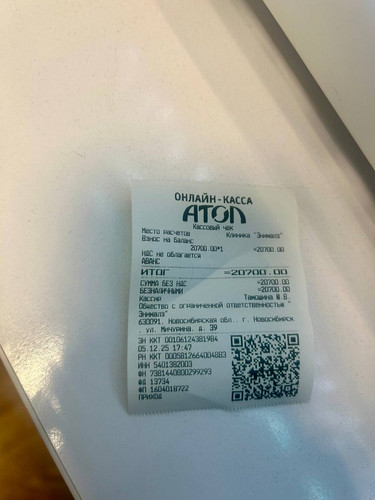 ОНЛАЙН-КАССА
АТОЛ
Кассовый чек
Место расчетов Клиника "Энималз"
Взнос на баланс
20700.00*1 =20700.00
НДС не облагается
АВАНС
ИТОГ =20700.00
СУММА БЕЗ НДС =20700.00
БЕЗНАЛИЧНЫМИ =20700.00
Кассир Танашина М.В.
Общество с ограниченной ответственностью "
Энималз"
630091, Новосибирская обл., г. Новосибирск
, ул. Мичурина, д. 39
ЗН ККТ 00106124381984
05.12.25 17:47
РН ККТ 0005812664004883
ИНН 5401382003
ФН 7381440800299293
ФД 13734
ФП 1604018722
ПРИХОД